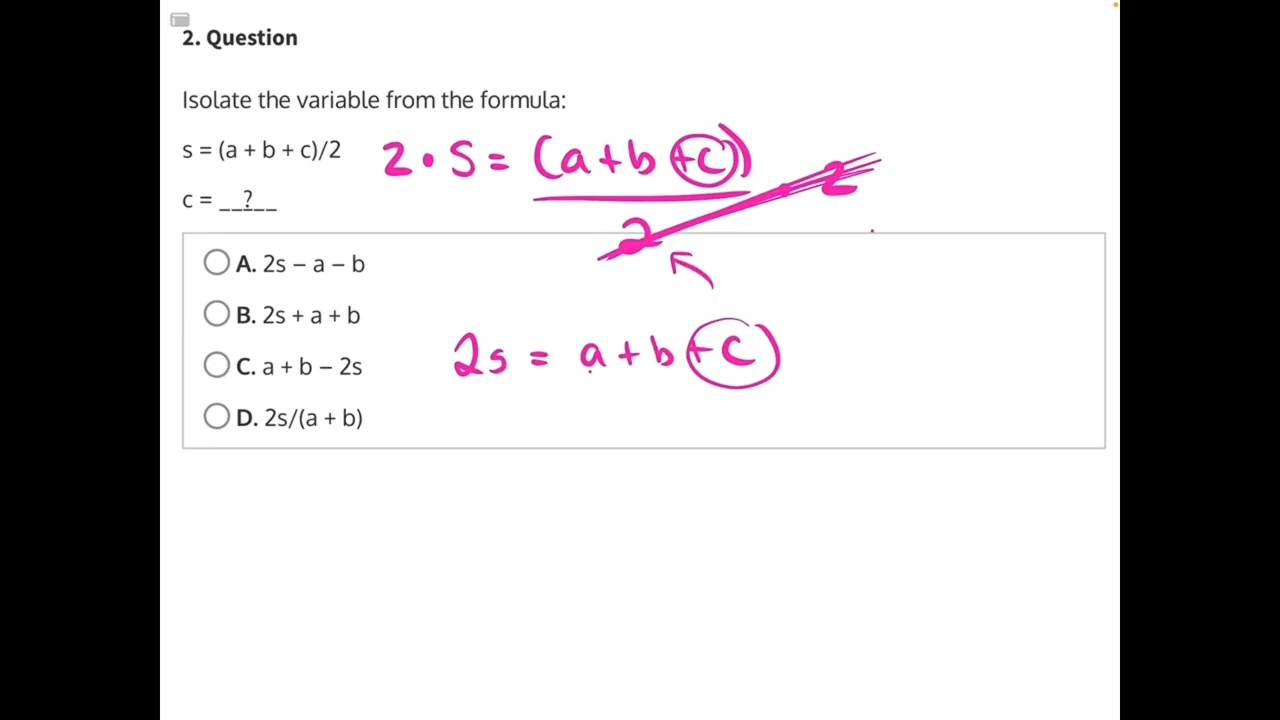 2. Question
Isolate the variable from the formula:
s = (a + b + c)/2
2 • S = (a + b + c))
2 • 2
c = __?__
A. 2s – a – b
B. 2s + a + b
2s = a + b + c
C. a + b – 2s
D. 2s/(a + b)